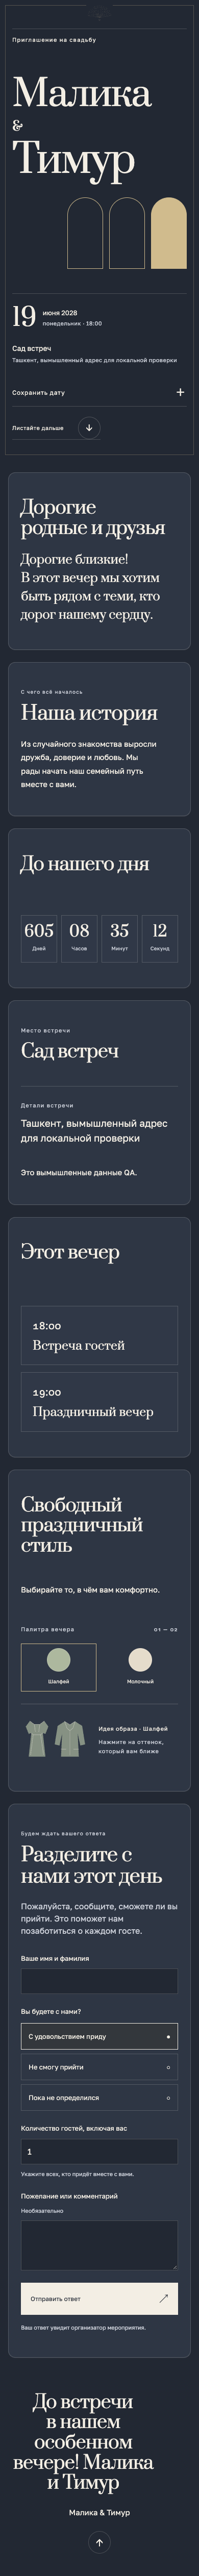 Приглашение на свадьбу
Малика
&
Тимур
19 июня 2028
понедельник · 18:00
Сад встреч
Ташкент, вымышленный адрес для локальной проверки
Сохранить дату
Листайте дальше
Дорогие
родные и друзья
Дорогие близкие!
В этот вечер мы хотим
быть рядом с теми, кто
дорог нашему сердцу.
С чего всё началось
Наша история
Из случайного знакомства выросли
дружба, доверие и любовь. Мы
рады начать наш семейный путь
вместе с вами.
До нашего дня
605 08 35 12
Дней Часов Минут Секунд
Место встречи
Сад встреч
Детали встречи
Ташкент, вымышленный адрес
для локальной проверки
Это вымышленные данные QA.
Этот вечер
18:00
Встреча гостей
19:00
Праздничный вечер
Свободный
праздничный
стиль
Выбирайте то, в чём вам комфортно.
Палитра вечера 01 — 02
Шалфей Молочный
Идея образа · Шалфей
Нажмите на оттенок,
который вам ближе
Будем ждать вашего ответа
Разделите с
нами этот день
Пожалуйста, сообщите, сможете ли вы
прийти. Это поможет нам
позаботиться о каждом госте.
Ваше имя и фамилия
Вы будете с нами?
С удовольствием приду
Не смогу прийти
Пока не определился
Количество гостей, включая вас
1
Укажите всех, кто придёт вместе с вами.
Пожелание или комментарий
Необязательно
Отправить ответ
Ваш ответ увидит организатор мероприятия.
До встречи
в нашем
особенном
вечере! Малика
и Тимур
Малика & Тимур